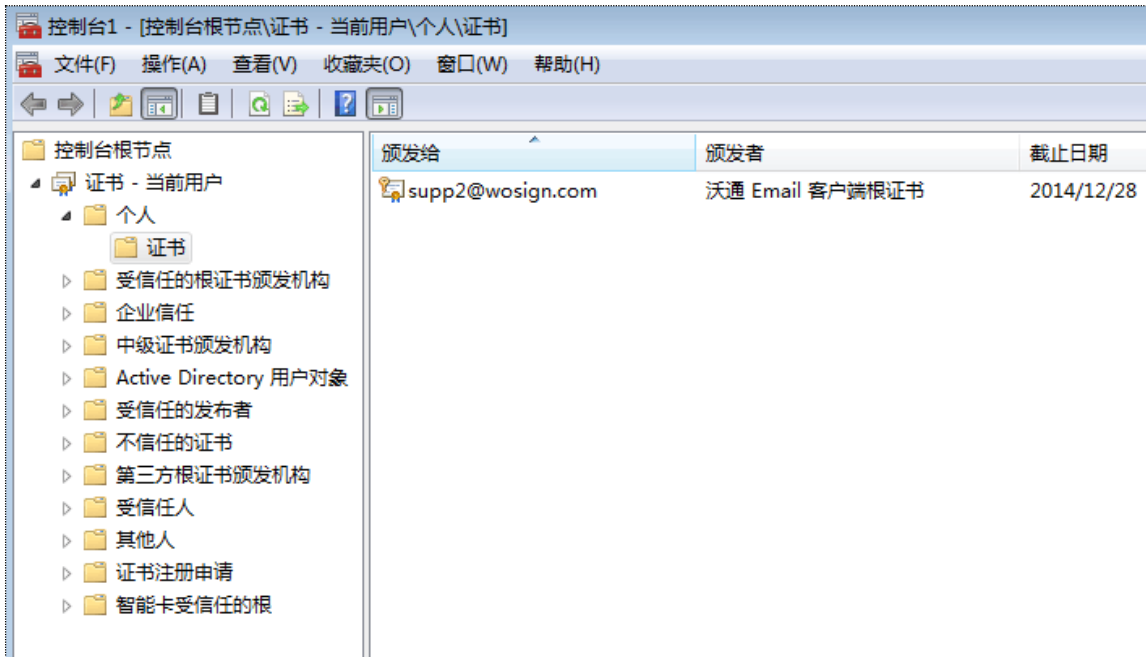 控制台1 - [控制台根节点\证书 - 当前用户\个人\证书]
文件(F) 操作(A) 查看(V) 收藏夹(O) 窗口(W) 帮助(H)
控制台根节点
证书 - 当前用户
个人
证书
受信任的根证书颁发机构
企业信任
中级证书颁发机构
Active Directory 用户对象
受信任的发布者
不信任的证书
第三方根证书颁发机构
受信任人
其他人
证书注册申请
智能卡受信任的根
颁发给 颁发者 截止日期
supp2@wosign.com 沃通 Email 客户端根证书 2014/12/28